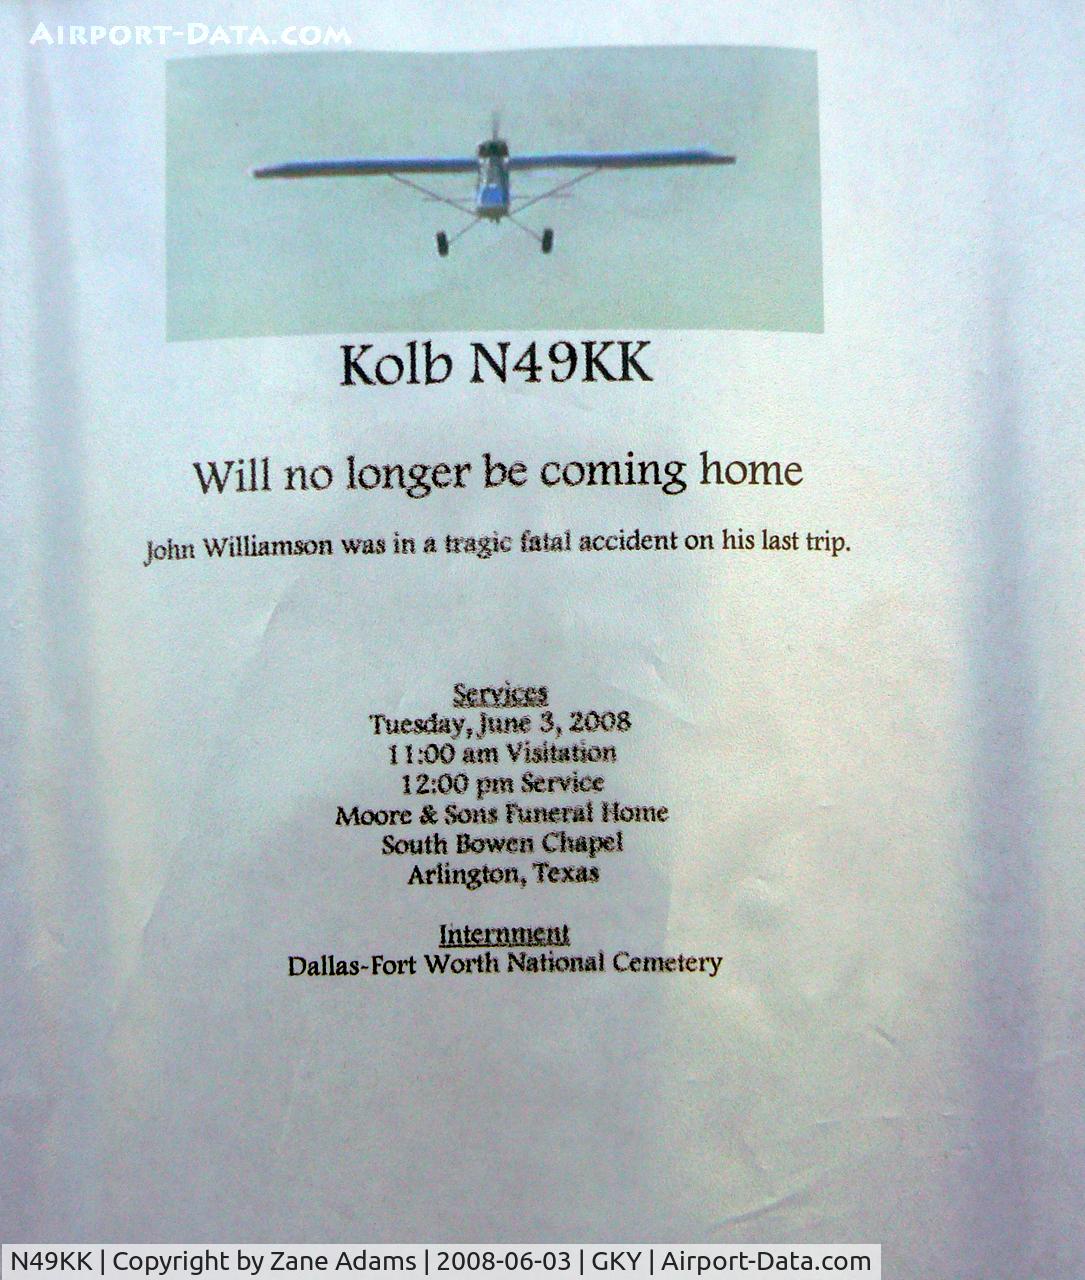 AIRPORT-DATA.COM
Kolb N49KK
Will no longer be coming home
John Williamson was in a tragic fatal accident on his last trip.
Services
Tuesday, June 3, 2008
11:00 am Visitation
12:00 pm Service
Moore & Sons Funeral Home
South Bowen Chapel
Arlington, Texas
Internment
Dallas-Fort Worth National Cemetery
N49KK | Copyright by Zane Adams | 2008-06-03 | GKY | Airport-Data.com